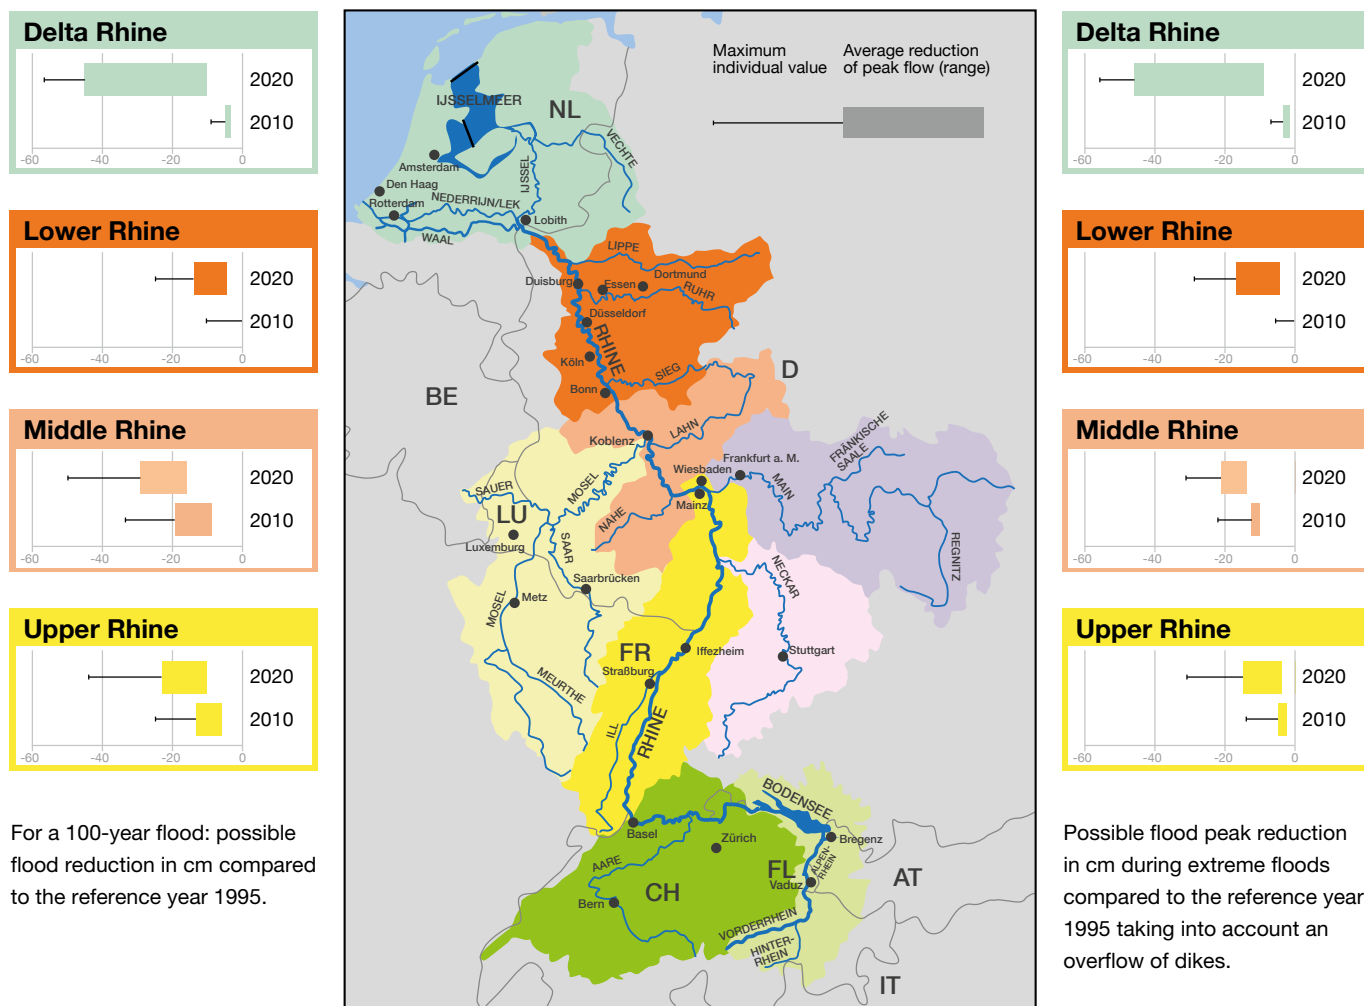 Delta Rhine
2020
2010
-60 -40 -20 0
Lower Rhine
2020
2010
-60 -40 -20 0
Middle Rhine
2020
2010
-60 -40 -20 0
Upper Rhine
2020
2010
-60 -40 -20 0
For a 100-year flood: possible
flood reduction in cm compared
to the reference year 1995.
Maximum
individual value
Average reduction
of peak flow (range)
IJSSELMEER
NL
VECHTE
Amsterdam
IJSSEL
Den Haag
NEDERRIJN/LEK
Rotterdam
Lobith
WAAL
LIPPE
Dortmund
Duisburg
Essen
RUHR
Düsseldorf
RHINE
Köln
SIEG
D
Bonn
BE
LAHN
Koblenz
FRÄNKISCHE
SAALE
Frankfurt a. M.
Wiesbaden
MAIN
MOSEL
SAUER
Mainz
LU
NAHE
Luxemburg
SAAR
REGNITZ
NECKAR
Saarbrücken
Metz
MOSEL
FR
Iffezheim
Stuttgart
Straßburg
MEURTHE
ILL
RHINE
BODENSEE
Basel
Zürich
Bregenz
AARE
ALPEN-
RHEIN
FL
Vaduz
AT
CH
Bern
VORDERRHEIN
HINTER-
RHEIN
IT
Delta Rhine
2020
2010
-60 -40 -20 0
Lower Rhine
2020
2010
-60 -40 -20 0
Middle Rhine
2020
2010
-60 -40 -20 0
Upper Rhine
2020
2010
-60 -40 -20 0
Possible flood peak reduction
in cm during extreme floods
compared to the reference year
1995 taking into account an
overflow of dikes.